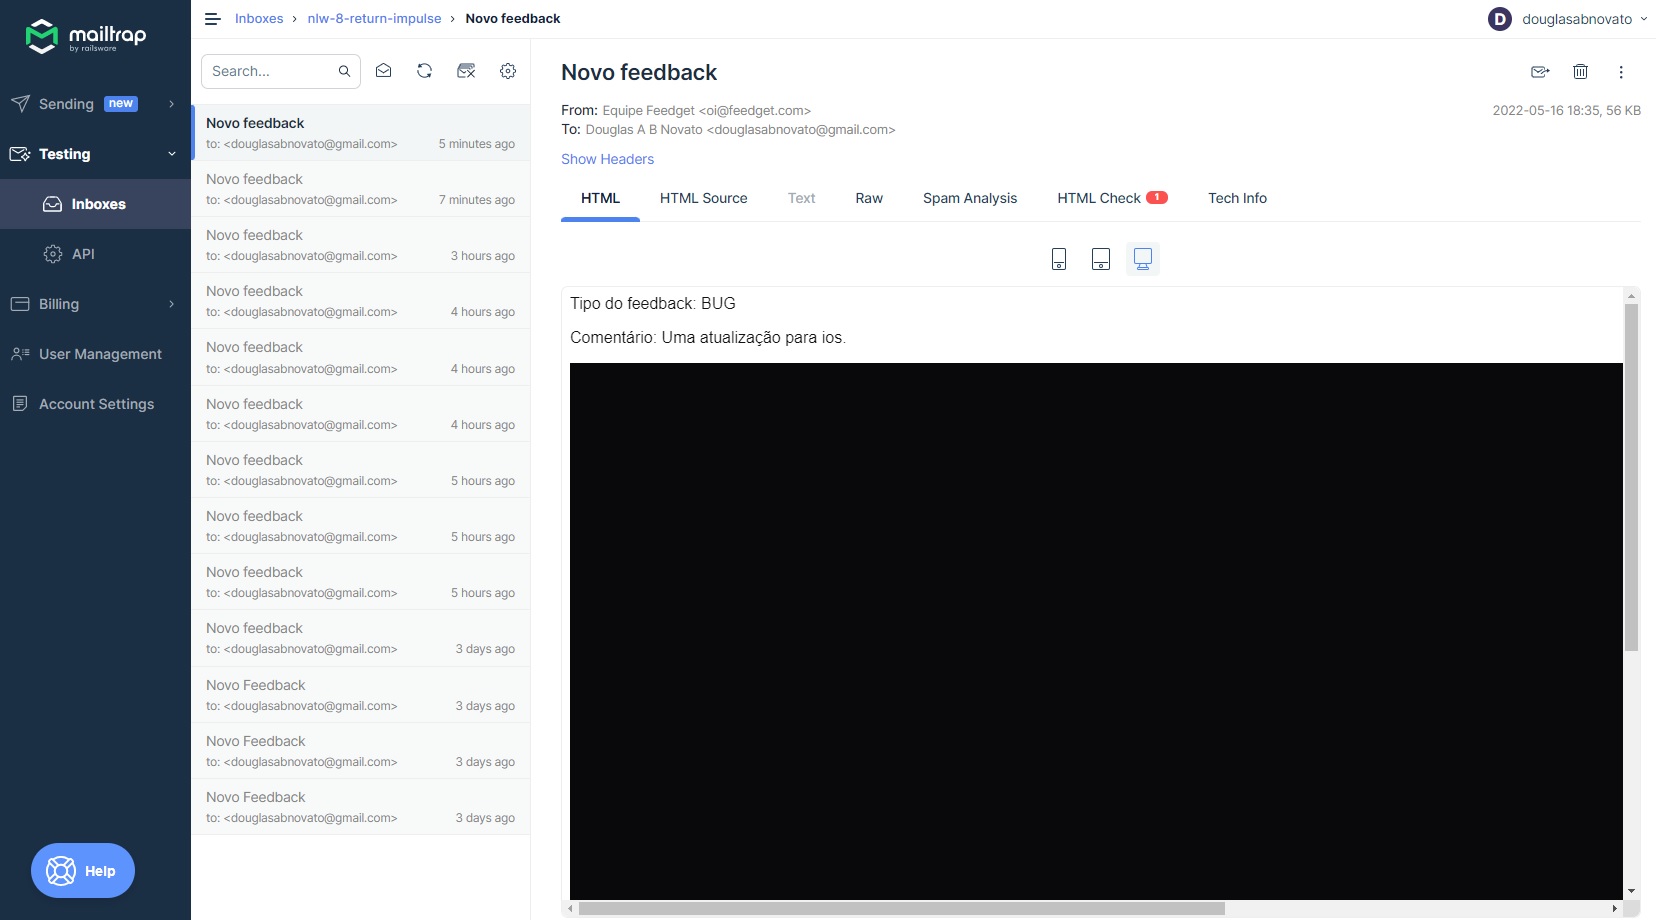 mailtrap
by railsware
Sending new
Testing
Inboxes
API
Billing
User Management
Account Settings
Help
Inboxes › nlw-8-return-impulse › Novo feedback
D douglasabnovato
Search...
Novo feedback
to: <douglasabnovato@gmail.com> 5 minutes ago
Novo feedback
to: <douglasabnovato@gmail.com> 7 minutes ago
Novo feedback
to: <douglasabnovato@gmail.com> 3 hours ago
Novo feedback
to: <douglasabnovato@gmail.com> 4 hours ago
Novo feedback
to: <douglasabnovato@gmail.com> 4 hours ago
Novo feedback
to: <douglasabnovato@gmail.com> 4 hours ago
Novo feedback
to: <douglasabnovato@gmail.com> 5 hours ago
Novo feedback
to: <douglasabnovato@gmail.com> 5 hours ago
Novo feedback
to: <douglasabnovato@gmail.com> 5 hours ago
Novo feedback
to: <douglasabnovato@gmail.com> 3 days ago
Novo Feedback
to: <douglasabnovato@gmail.com> 3 days ago
Novo Feedback
to: <douglasabnovato@gmail.com> 3 days ago
Novo Feedback
to: <douglasabnovato@gmail.com> 3 days ago
Novo feedback
From: Equipe Feedget <oi@feedget.com> 2022-05-16 18:35, 56 KB
To: Douglas A B Novato <douglasabnovato@gmail.com>
Show Headers
HTML HTML Source Text Raw Spam Analysis HTML Check 1 Tech Info
Tipo do feedback: BUG
Comentário: Uma atualização para ios.